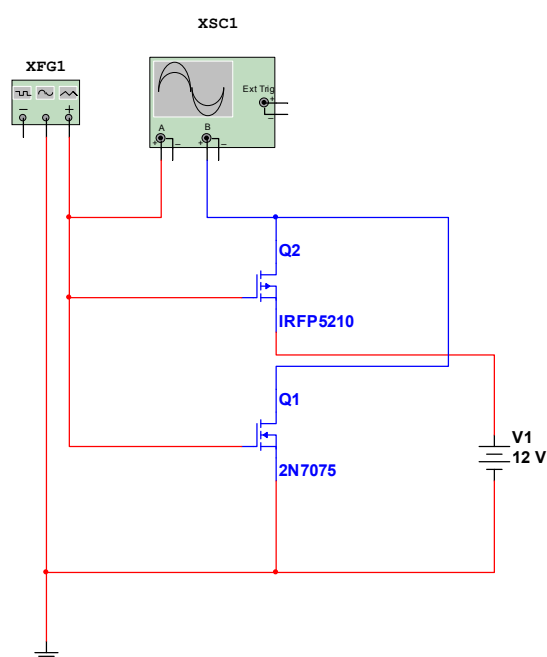 XSC1
XFG1
Ext Trig
A
B
Q2
IRFP5210
Q1
2N7075
V1
12 V